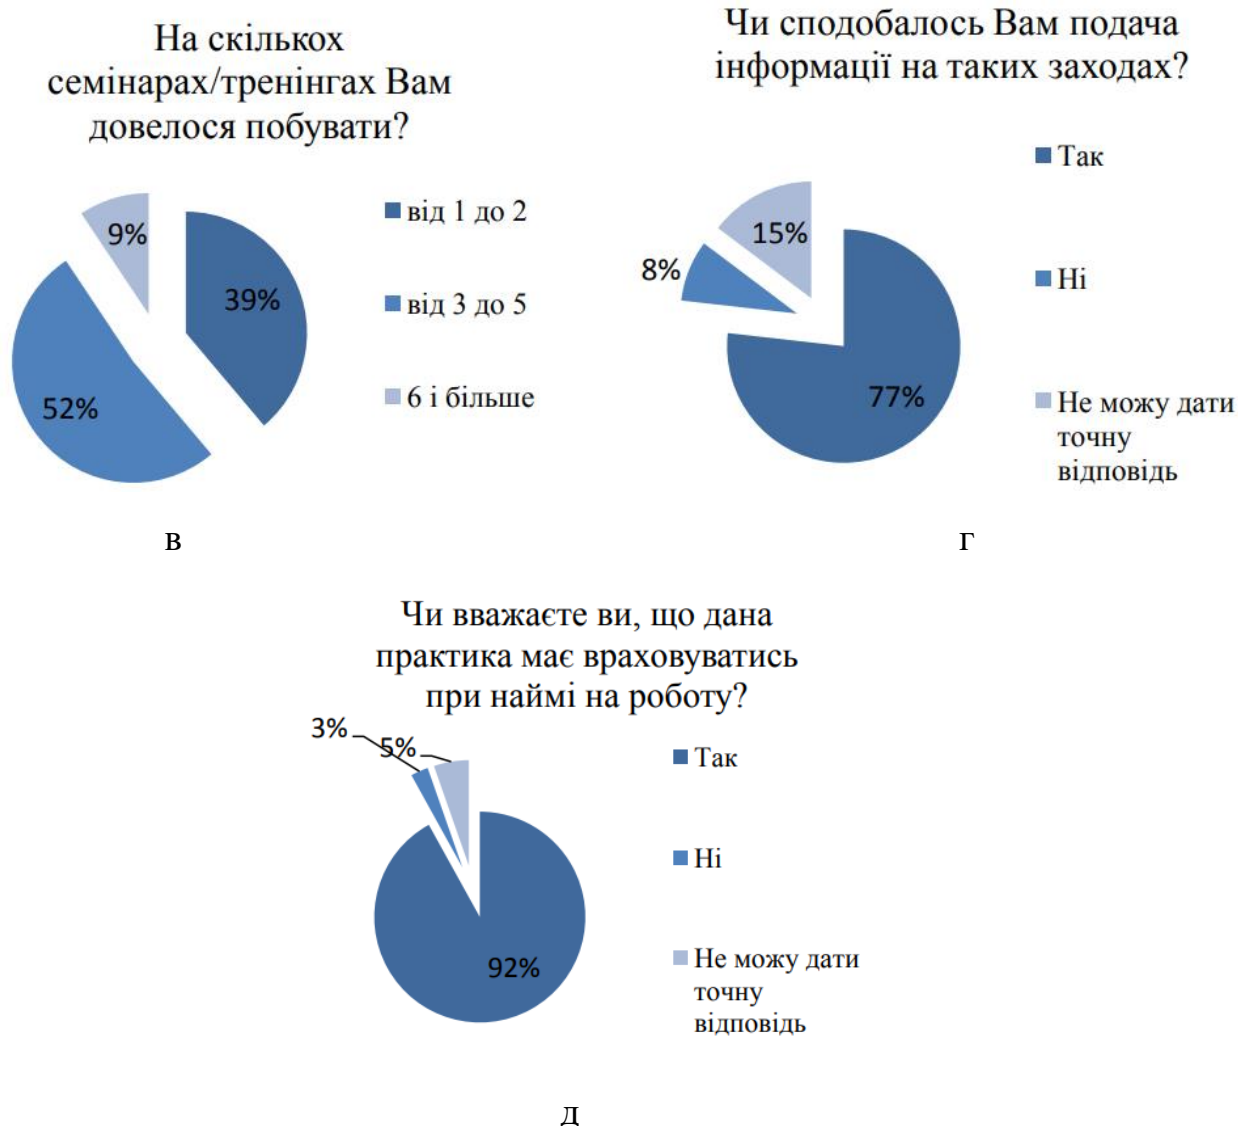 На скількох
семінарах/тренінгах Вам
довелося побувати?
9%
39%
52%
від 1 до 2
від 3 до 5
6 і більше
в
Чи сподобалось Вам подача
інформації на таких заходах?
15%
8%
77%
Так
Ні
Не можу дати
точну
відповідь
г
Чи вважаєте ви, що дана
практика має враховуватись
при наймі на роботу?
3%
5%
92%
Так
Ні
Не можу дати
точну
відповідь
д